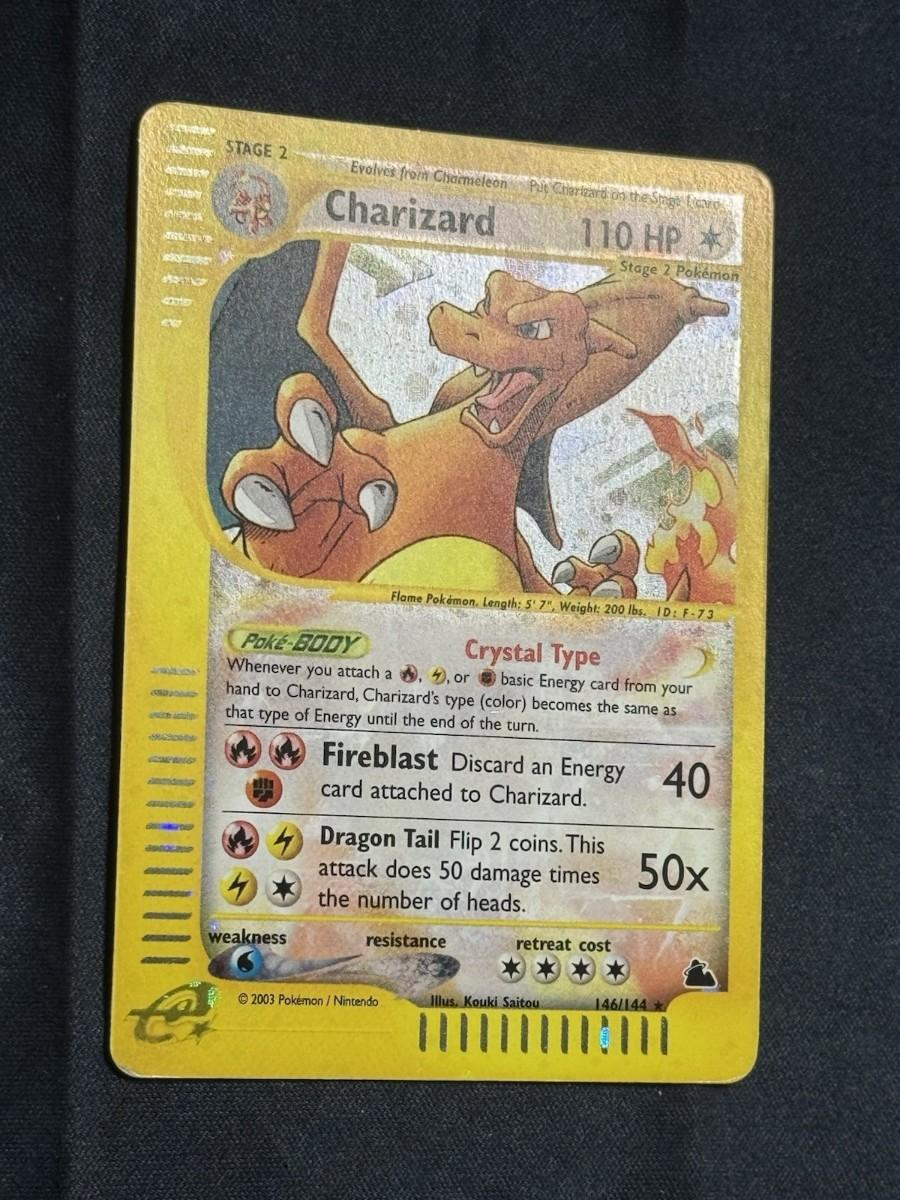 STAGE 2
Evolves from Charmeleon Put Charizard on the Stage 1 card
Charizard 110 HP
Stage 2 Pokémon
Flame Pokémon. Length: 5' 7", Weight: 200 lbs. ID: F-73
Poké-BODY Crystal Type
Whenever you attach a , , or basic Energy card from your
hand to Charizard, Charizard's type (color) becomes the same as
that type of Energy until the end of the turn.
Fireblast Discard an Energy
card attached to Charizard.
40
Dragon Tail Flip 2 coins. This
attack does 50 damage times
the number of heads.
50x
weakness resistance retreat cost
e
© 2003 Pokémon / Nintendo Illus. Kouki Saitou 146/144